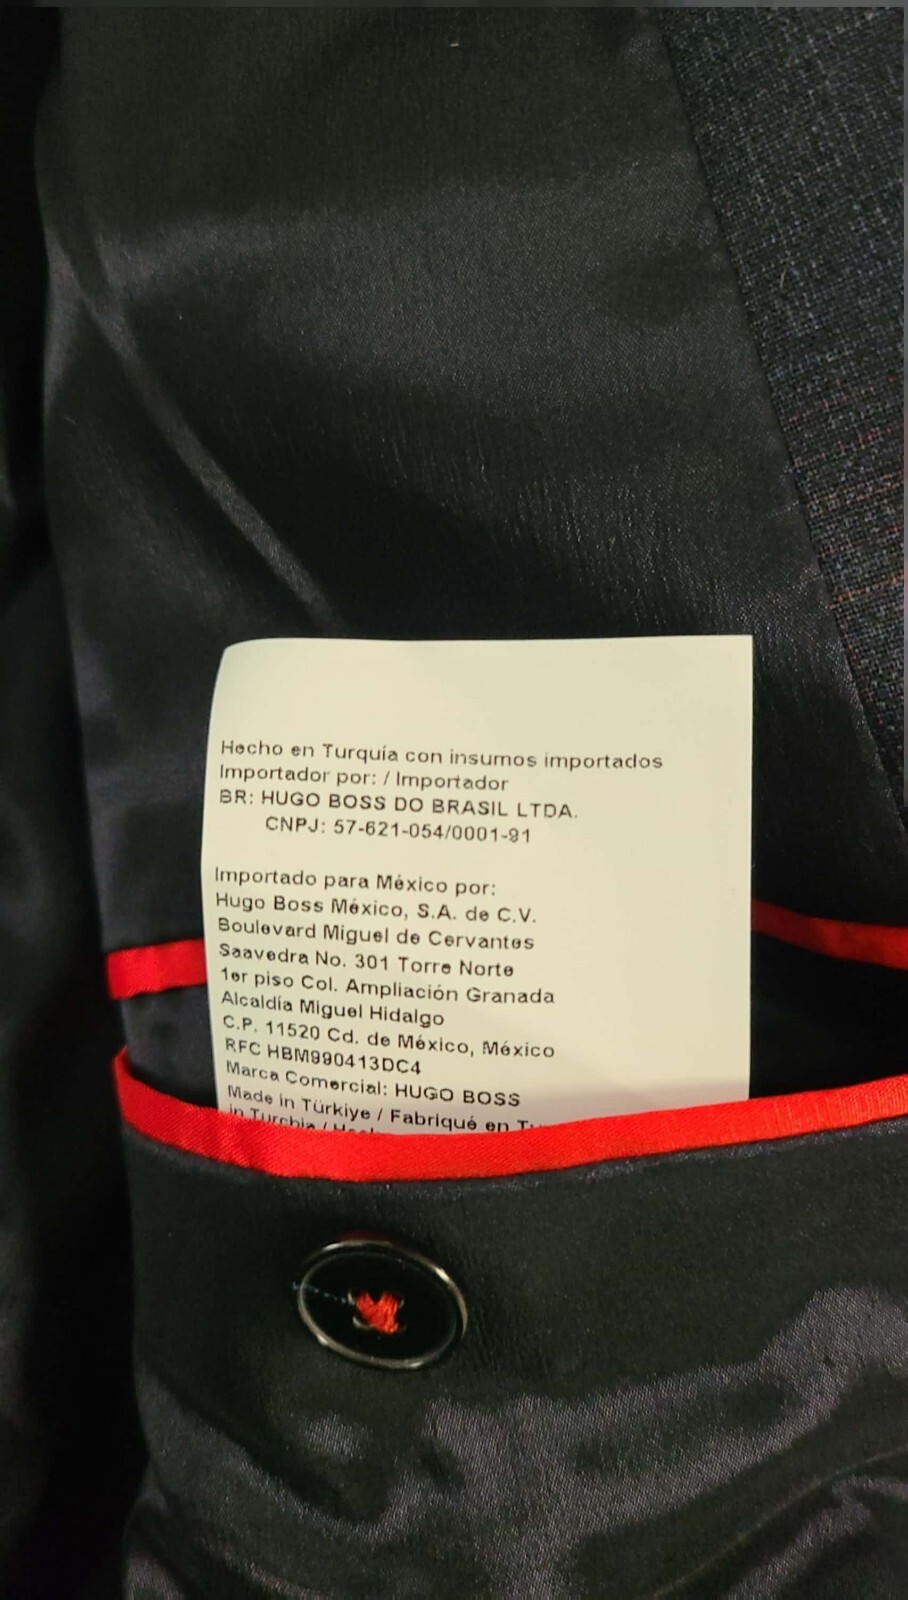 Hecho en Turquía con insumos importados
Importador por: / Importador
BR: HUGO BOSS DO BRASIL LTDA.
CNPJ: 57-621-054/0001-91
Importado para México por:
Hugo Boss México, S.A. de C.V.
Boulevard Miguel de Cervantes
Saavedra No. 301 Torre Norte
1er piso Col. Ampliación Granada
Alcaldía Miguel Hidalgo
C.P. 11520 Cd. de México, México
RFC HBM990413DC4
Marca Comercial: HUGO BOSS
Made in Türkiye / Fabriqué en
in Turchia /